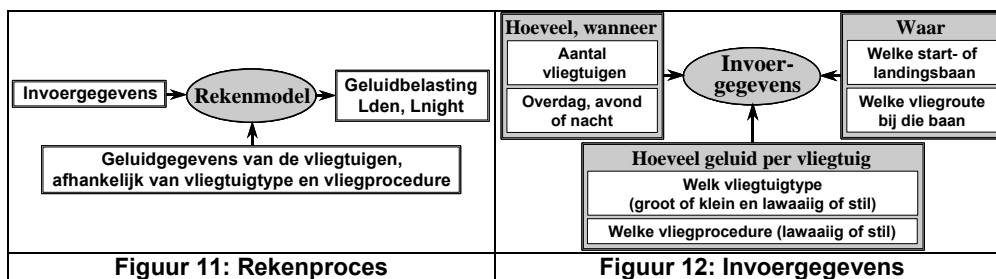 Invoergegevens
Rekenmodel
Geluidbelasting
Lden, Lnight
Geluidgegevens van de vliegtuigen,
afhankelijk van vliegtuigtype en vliegprocedure
Figuur 11: Rekenproces
Hoeveel, wanneer
Aantal
vliegtuigen
Overdag, avond
of nacht
Invoer-
gegevens
Waar
Welke start- of
landingsbaan
Welke vliegroute
bij die baan
Hoeveel geluid per vliegtuig
Welk vliegtuigtype
(groot of klein en lawaaiig of stil)
Welke vliegprocedure (lawaaiig of stil)
Figuur 12: Invoergegevens